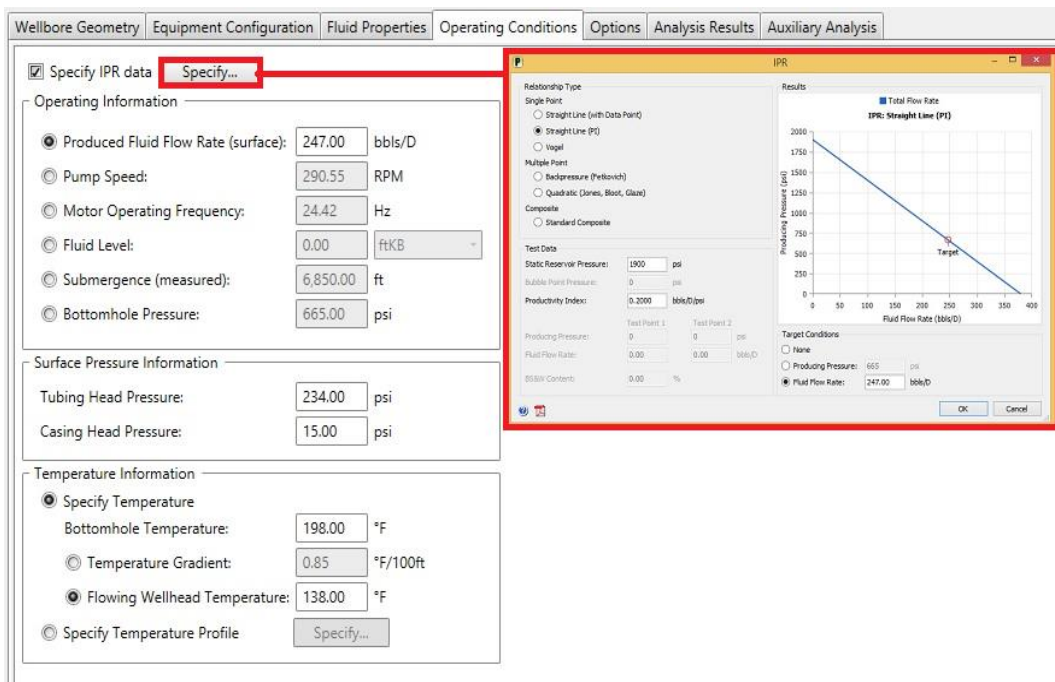 Wellbore Geometry Equipment Configuration Fluid Properties Operating Conditions Options Analysis Results Auxiliary Analysis
Specify IPR data Specify...
Operating Information
Produced Fluid Flow Rate (surface): 247.00 bbls/D
Pump Speed: 290.55 RPM
Motor Operating Frequency: 24.42 Hz
Fluid Level: 0.00 ftKB
Submergence (measured): 6,850.00 ft
Bottomhole Pressure: 665.00 psi
Surface Pressure Information
Tubing Head Pressure: 234.00 psi
Casing Head Pressure: 15.00 psi
Temperature Information
Specify Temperature
Bottomhole Temperature: 198.00 °F
Temperature Gradient: 0.85 °F/100ft
Flowing Wellhead Temperature: 138.00 °F
Specify Temperature Profile Specify...
IPR
Relationship Type
Single Point
Straight Line (with Data Point)
Straight Line (PI)
Vogel
Multiple Point
Backpressure (Fetkovich)
Quadratic (Jones, Bloot, Glaze)
Composite
Standard Composite
Test Data
Static Reservoir Pressure: 1900 psi
Bubble Point Pressure: 0 psi
Productivity Index: 0.2000 bbls/D/psi
Test Point 1 Test Point 2
Producing Pressure: 0 0 psi
Fluid Flow Rate: 0.00 0.00 bbls/D
BS&W Content: 0.00 %
Results
Total Flow Rate
IPR: Straight Line (PI)
Producing Pressure (psi)
2000
1750
1500
1250
1000
750
500
250
0
Target
0 50 100 150 200 250 300 350 400
Fluid Flow Rate (bbls/D)
Target Conditions
None
Producing Pressure: 665 psi
Fluid Flow Rate: 247.00 bbls/D
OK Cancel